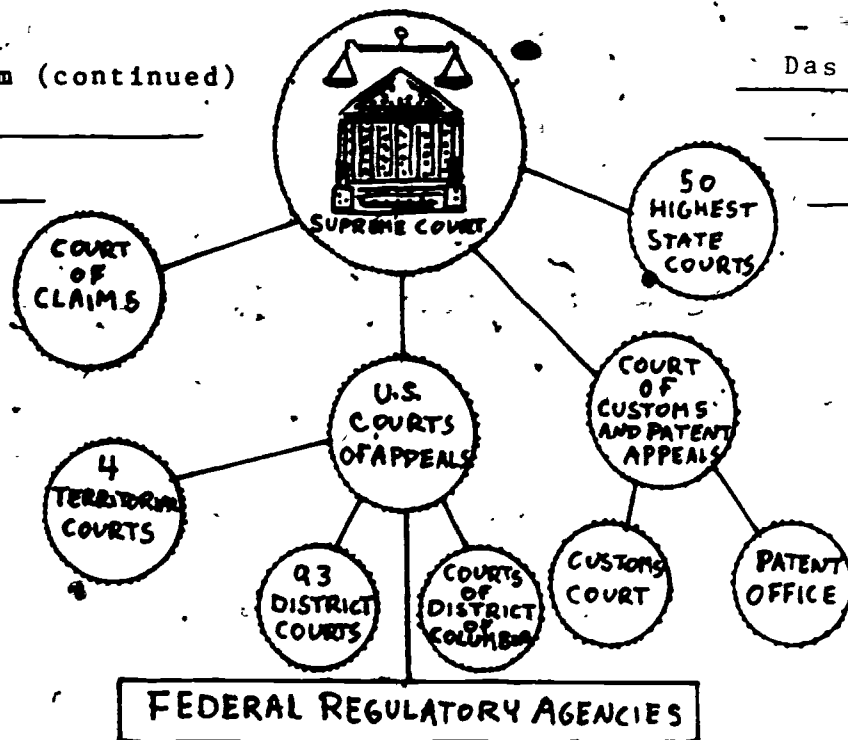 m (continued)
Das
SUPREME COURT
50
HIGHEST
STATE
COURTS
COURT
OF
CLAIMS
U.S.
COURTS
OF APPEALS
COURT
OF
CUSTOMS
AND PATENT
APPEALS
4
TERRITORIAL
COURTS
93
DISTRICT
COURTS
COURTS
OF
DISTRICT
OF
COLUMBIA
CUSTOMS
COURT
PATENT
OFFICE
FEDERAL REGULATORY AGENCIES